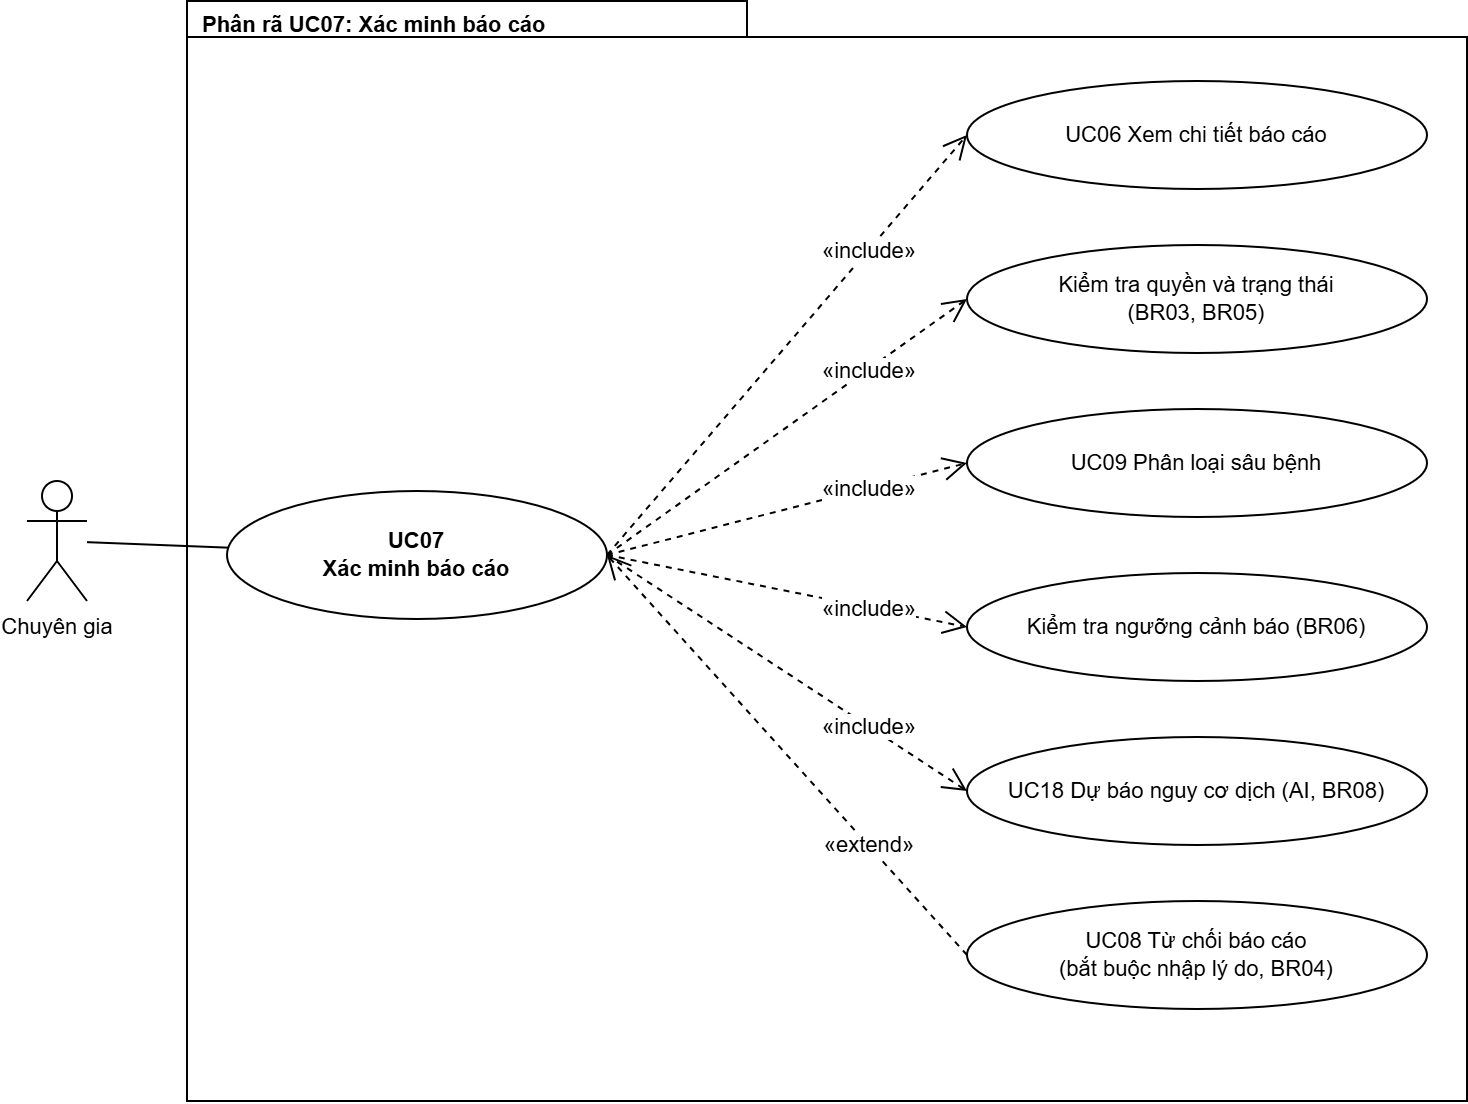 Phân rã UC07: Xác minh báo cáo
UC06 Xem chi tiết báo cáo
«include»
Kiểm tra quyền và trạng thái
(BR03, BR05)
«include»
UC09 Phân loại sâu bệnh
«include»
UC07
Xác minh báo cáo
Chuyên gia
«include»
Kiểm tra ngưỡng cảnh báo (BR06)
«include»
UC18 Dự báo nguy cơ dịch (AI, BR08)
«extend»
UC08 Từ chối báo cáo
(bắt buộc nhập lý do, BR04)